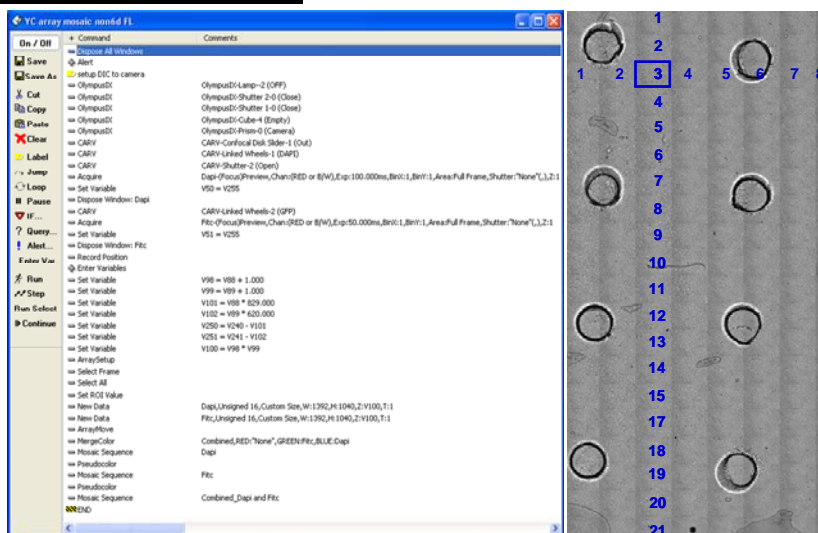 YC array mosaic non6d FL
On / Off
+ Command Comments
Save
Save As
Cut
Copy
Paste
Clear
Label
Jump
Loop
Pause
IF...
? Query...
! Alert...
Enter Var
Run
Step
Run Select
Continue
Dispose All Windows
Alert
setup DIC to camera
OlympusIX OlympusIX-Lamp--2 (OFF)
OlympusIX OlympusIX-Shutter 2-0 (Close)
OlympusIX OlympusIX-Shutter 1-0 (Close)
OlympusIX OlympusIX-Cube-4 (Empty)
OlympusIX OlympusIX-Prism-0 (Camera)
CARV CARV-Confocal Disk Slider-1 (Out)
CARV CARV-Linked Wheels-1 (DAPI)
CARV CARV-Shutter-2 (Open)
Acquire Dapi-(Focus)Preview,Chan:(RED or B/W),Exp:100.000ms,BinX:1,BinY:1,Area:Full Frame,Shutter:"None"(,),Z:1
Set Variable V50 = V255
Dispose Window: Dapi
CARV CARV-Linked Wheels-2 (GFP)
Acquire Fitc-(Focus)Preview,Chan:(RED or B/W),Exp:50.000ms,BinX:1,BinY:1,Area:Full Frame,Shutter:"None"(,),Z:1
Set Variable V51 = V255
Dispose Window: Fitc
Record Position
Enter Variables
Set Variable V98 = V88 + 1.000
Set Variable V99 = V89 + 1.000
Set Variable V101 = V88 * 829.000
Set Variable V102 = V89 * 620.000
Set Variable V250 = V240 - V101
Set Variable V251 = V241 - V102
Set Variable V100 = V98 * V99
ArraySetup
Select Frame
Select All
Set ROI Value
New Data Dapi,Unsigned 16,Custom Size,W:1392,H:1040,Z:V100,T:1
New Data Fitc,Unsigned 16,Custom Size,W:1392,H:1040,Z:V100,T:1
ArrayMove
MergeColor Combined,RED:"None",GREEN:Fitc,BLUE:Dapi
Mosaic Sequence Dapi
Pseudocolor
Mosaic Sequence Fitc
Pseudocolor
Mosaic Sequence Combined_Dapi and Fitc
END
1
2
1 2 3 4 5 6 7 8
4
5
6
7
8
9
10
11
12
13
14
15
17
18
19
20
21